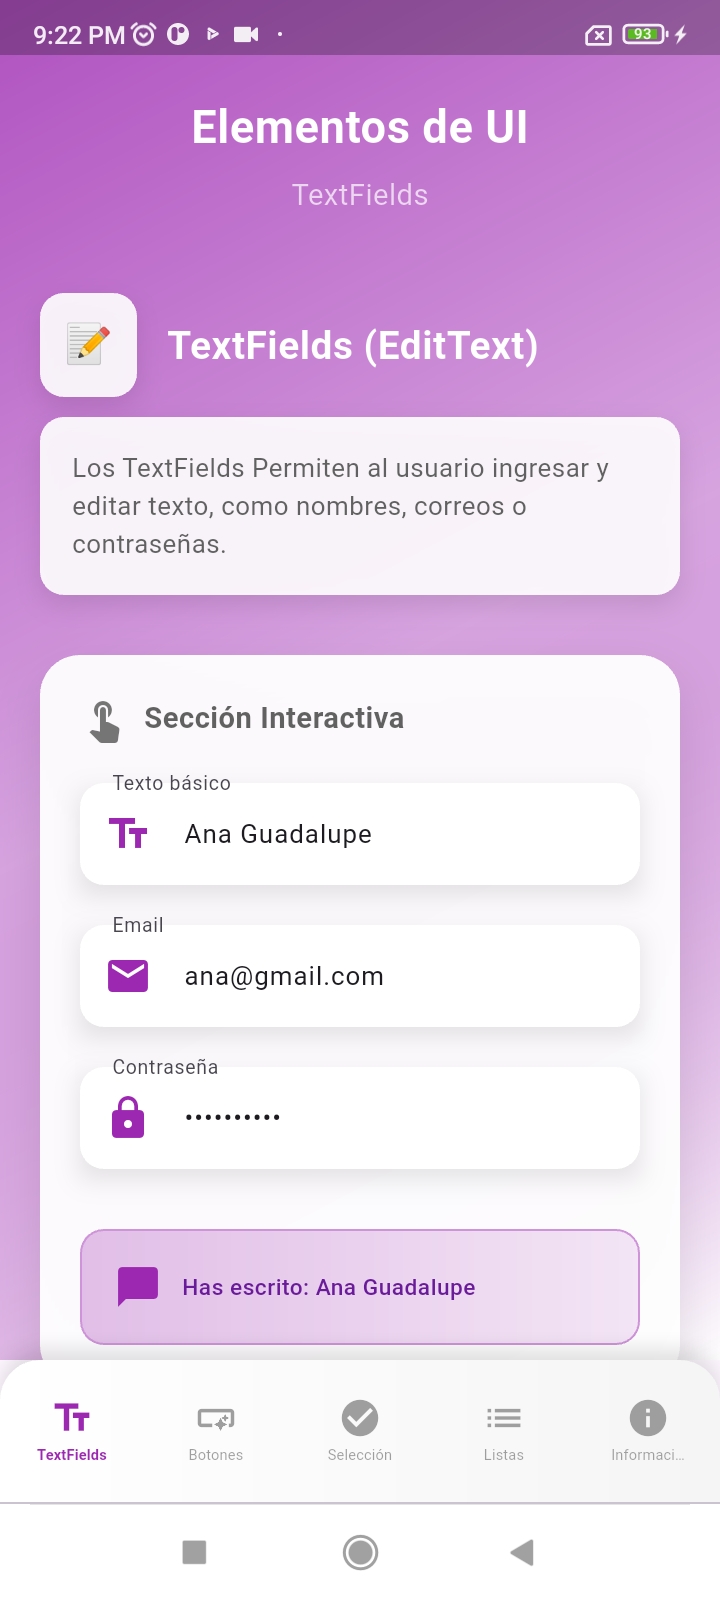 9:22 PM
93
Elementos de UI
TextFields
TextFields (EditText)
Los TextFields Permiten al usuario ingresar y
editar texto, como nombres, correos o
contraseñas.
Sección Interactiva
Texto básico
Ana Guadalupe
Email
ana@gmail.com
Contraseña
••••••••••
Has escrito: Ana Guadalupe
TextFields
Botones
Selección
Listas
Informaci...